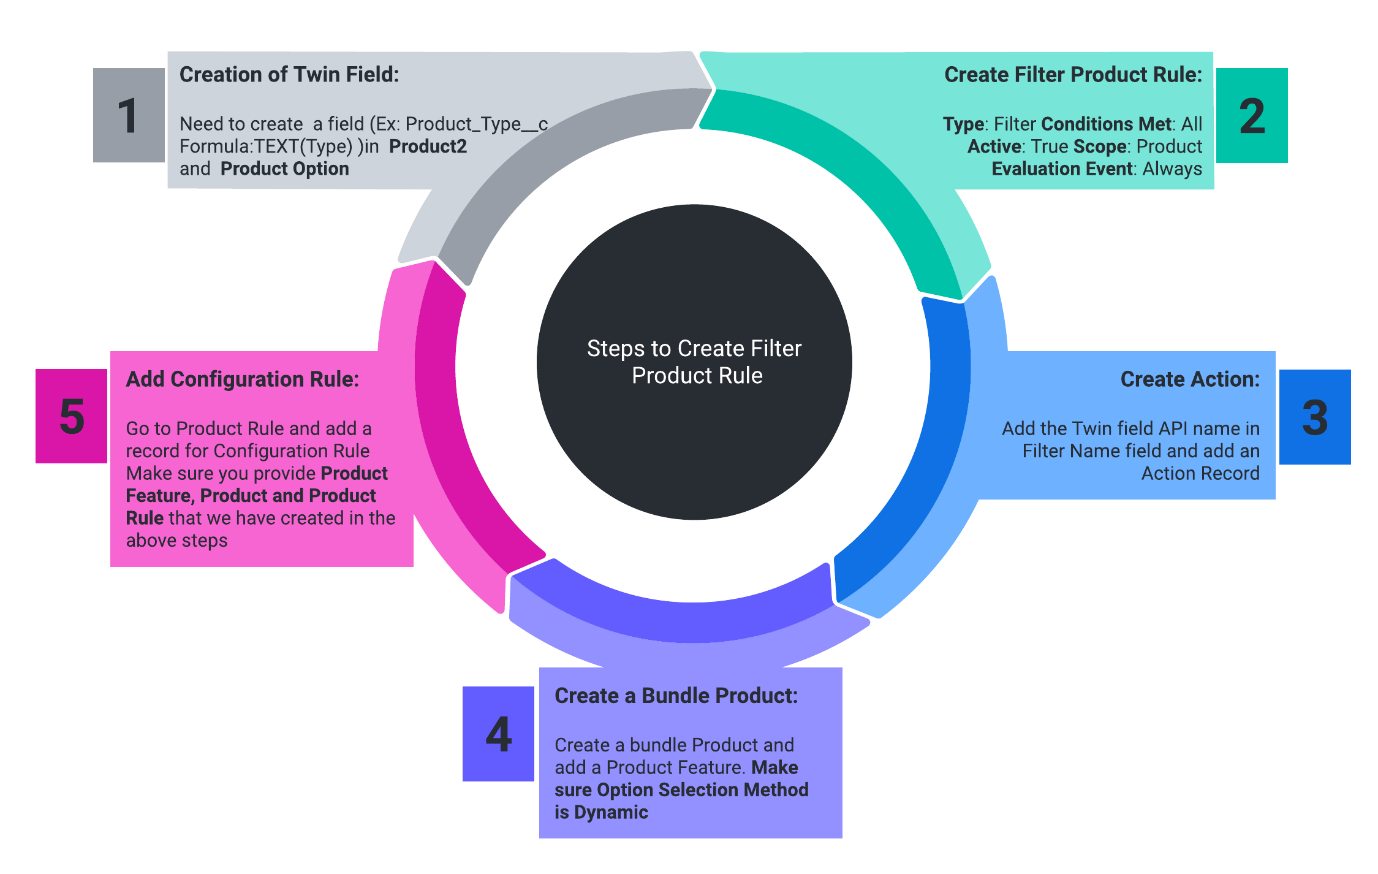 1
Creation of Twin Field:
Need to create  a field (Ex: Product_Type__c
Formula:TEXT(Type) )in  Product2
and  Product Option
2
Create Filter Product Rule:
Type: Filter Conditions Met: All
Active: True Scope: Product
Evaluation Event: Always
Steps to Create Filter
Product Rule
3
Create Action:
Add the Twin field API name in
Filter Name field and add an
Action Record
4
Create a Bundle Product:
Create a bundle Product and
add a Product Feature. Make
sure Option Selection Method
is Dynamic
5
Add Configuration Rule:
Go to Product Rule and add a
record for Configuration Rule
Make sure you provide Product
Feature, Product and Product
Rule that we have created in the
above steps